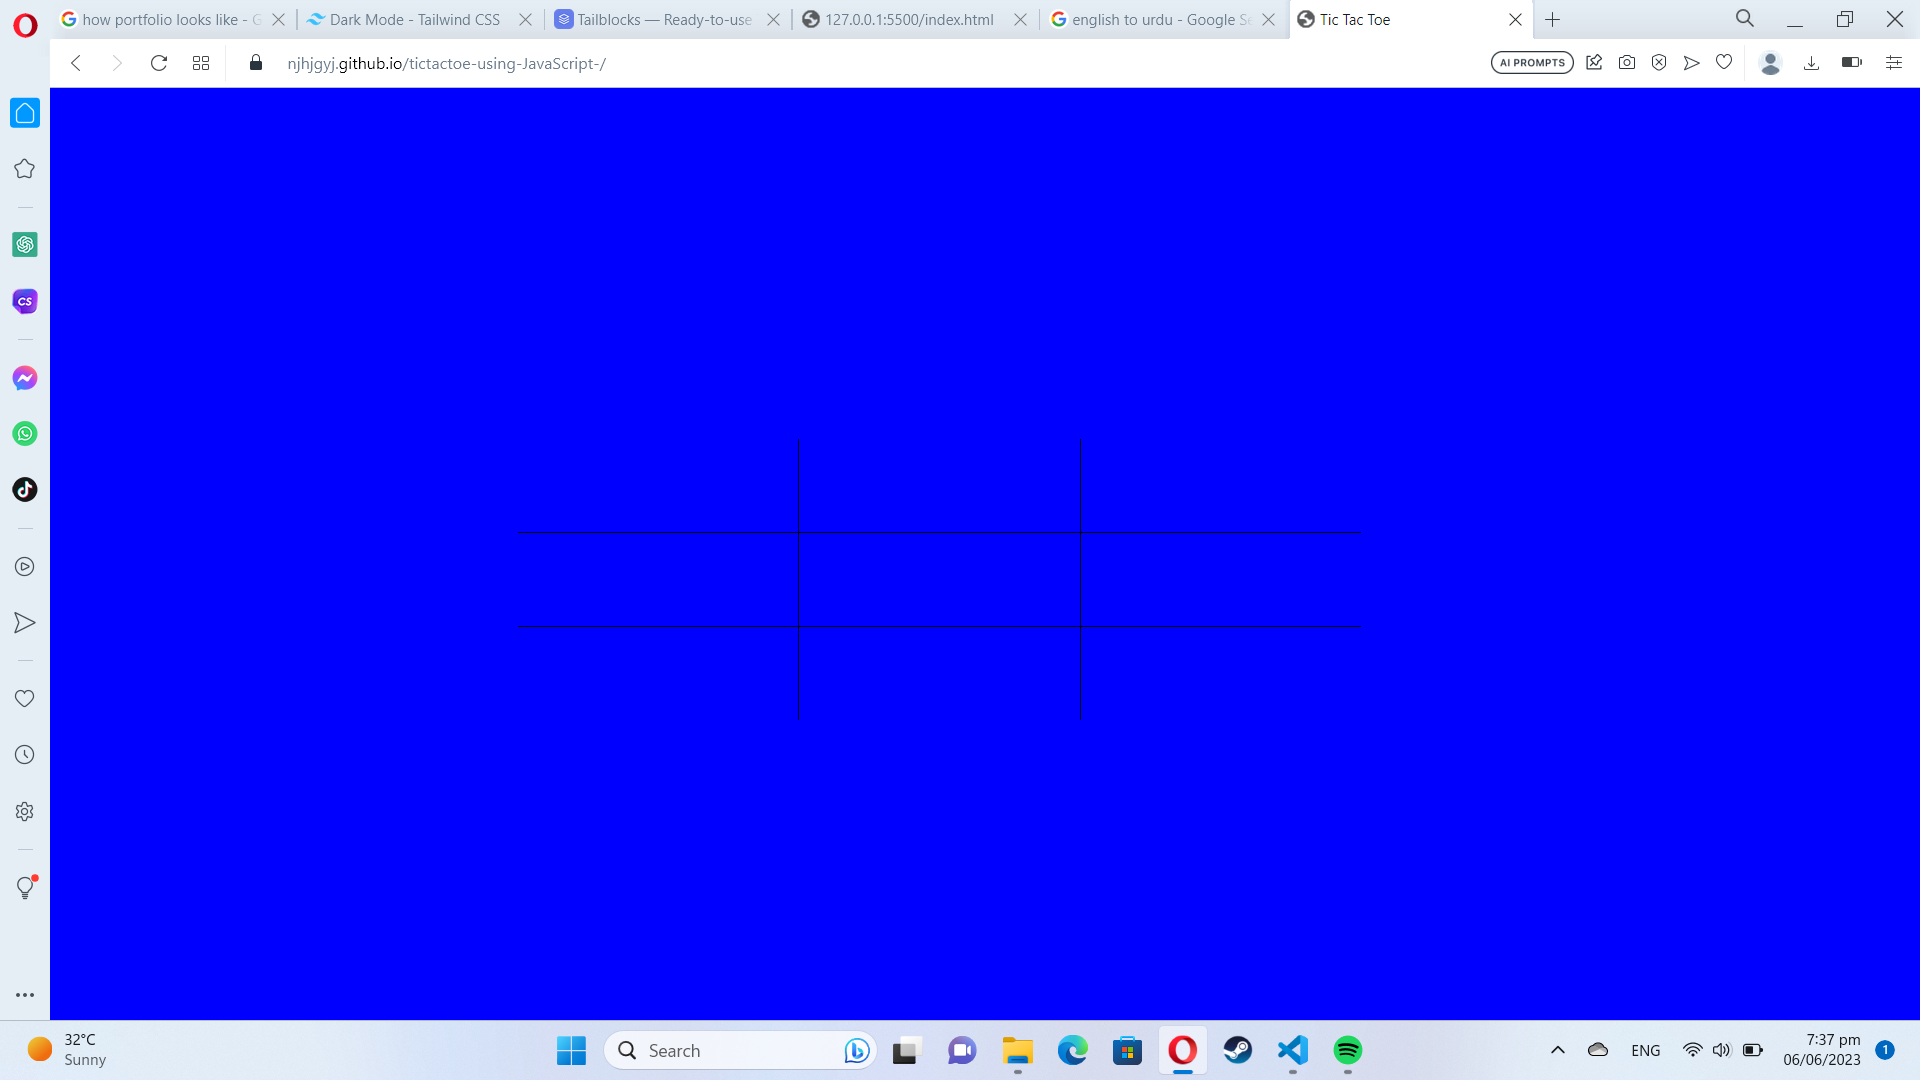 how portfolio looks like - G
Dark Mode - Tailwind CSS
Tailblocks — Ready-to-use
127.0.0.1:5500/index.html
english to urdu - Google Se
Tic Tac Toe
njhjgyj.github.io/tictactoe-using-JavaScript-/
AI PROMPTS
CS
32°C
Sunny
Search
ENG
7:37 pm
06/06/2023
1